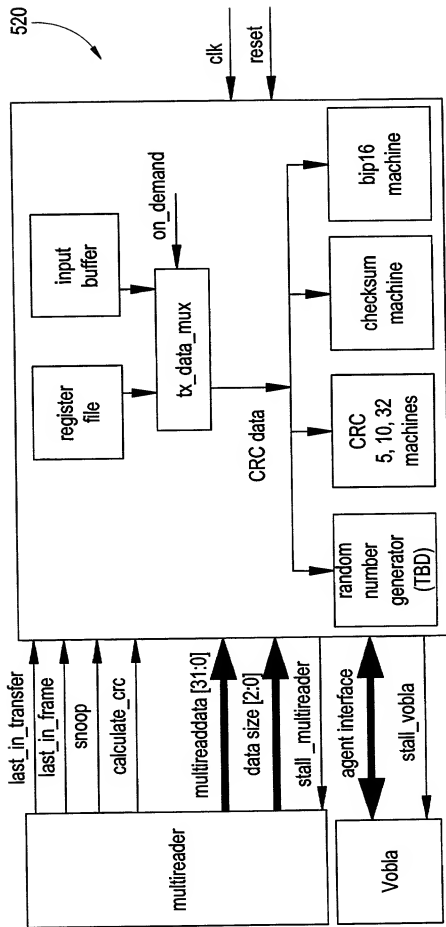 520
clk
reset
input
buffer
register
file
on_demand
tx_data_mux
CRC data
bip16
machine
checksum
machine
CRC
5, 10, 32
machines
random
number
generator
(TBD)
last_in_transfer
last_in_frame
snoop
calculate_crc
multireaddata [31:0]
data size [2:0]
stall_multireader
agent interface
stall_vobla
multireader
Vobla